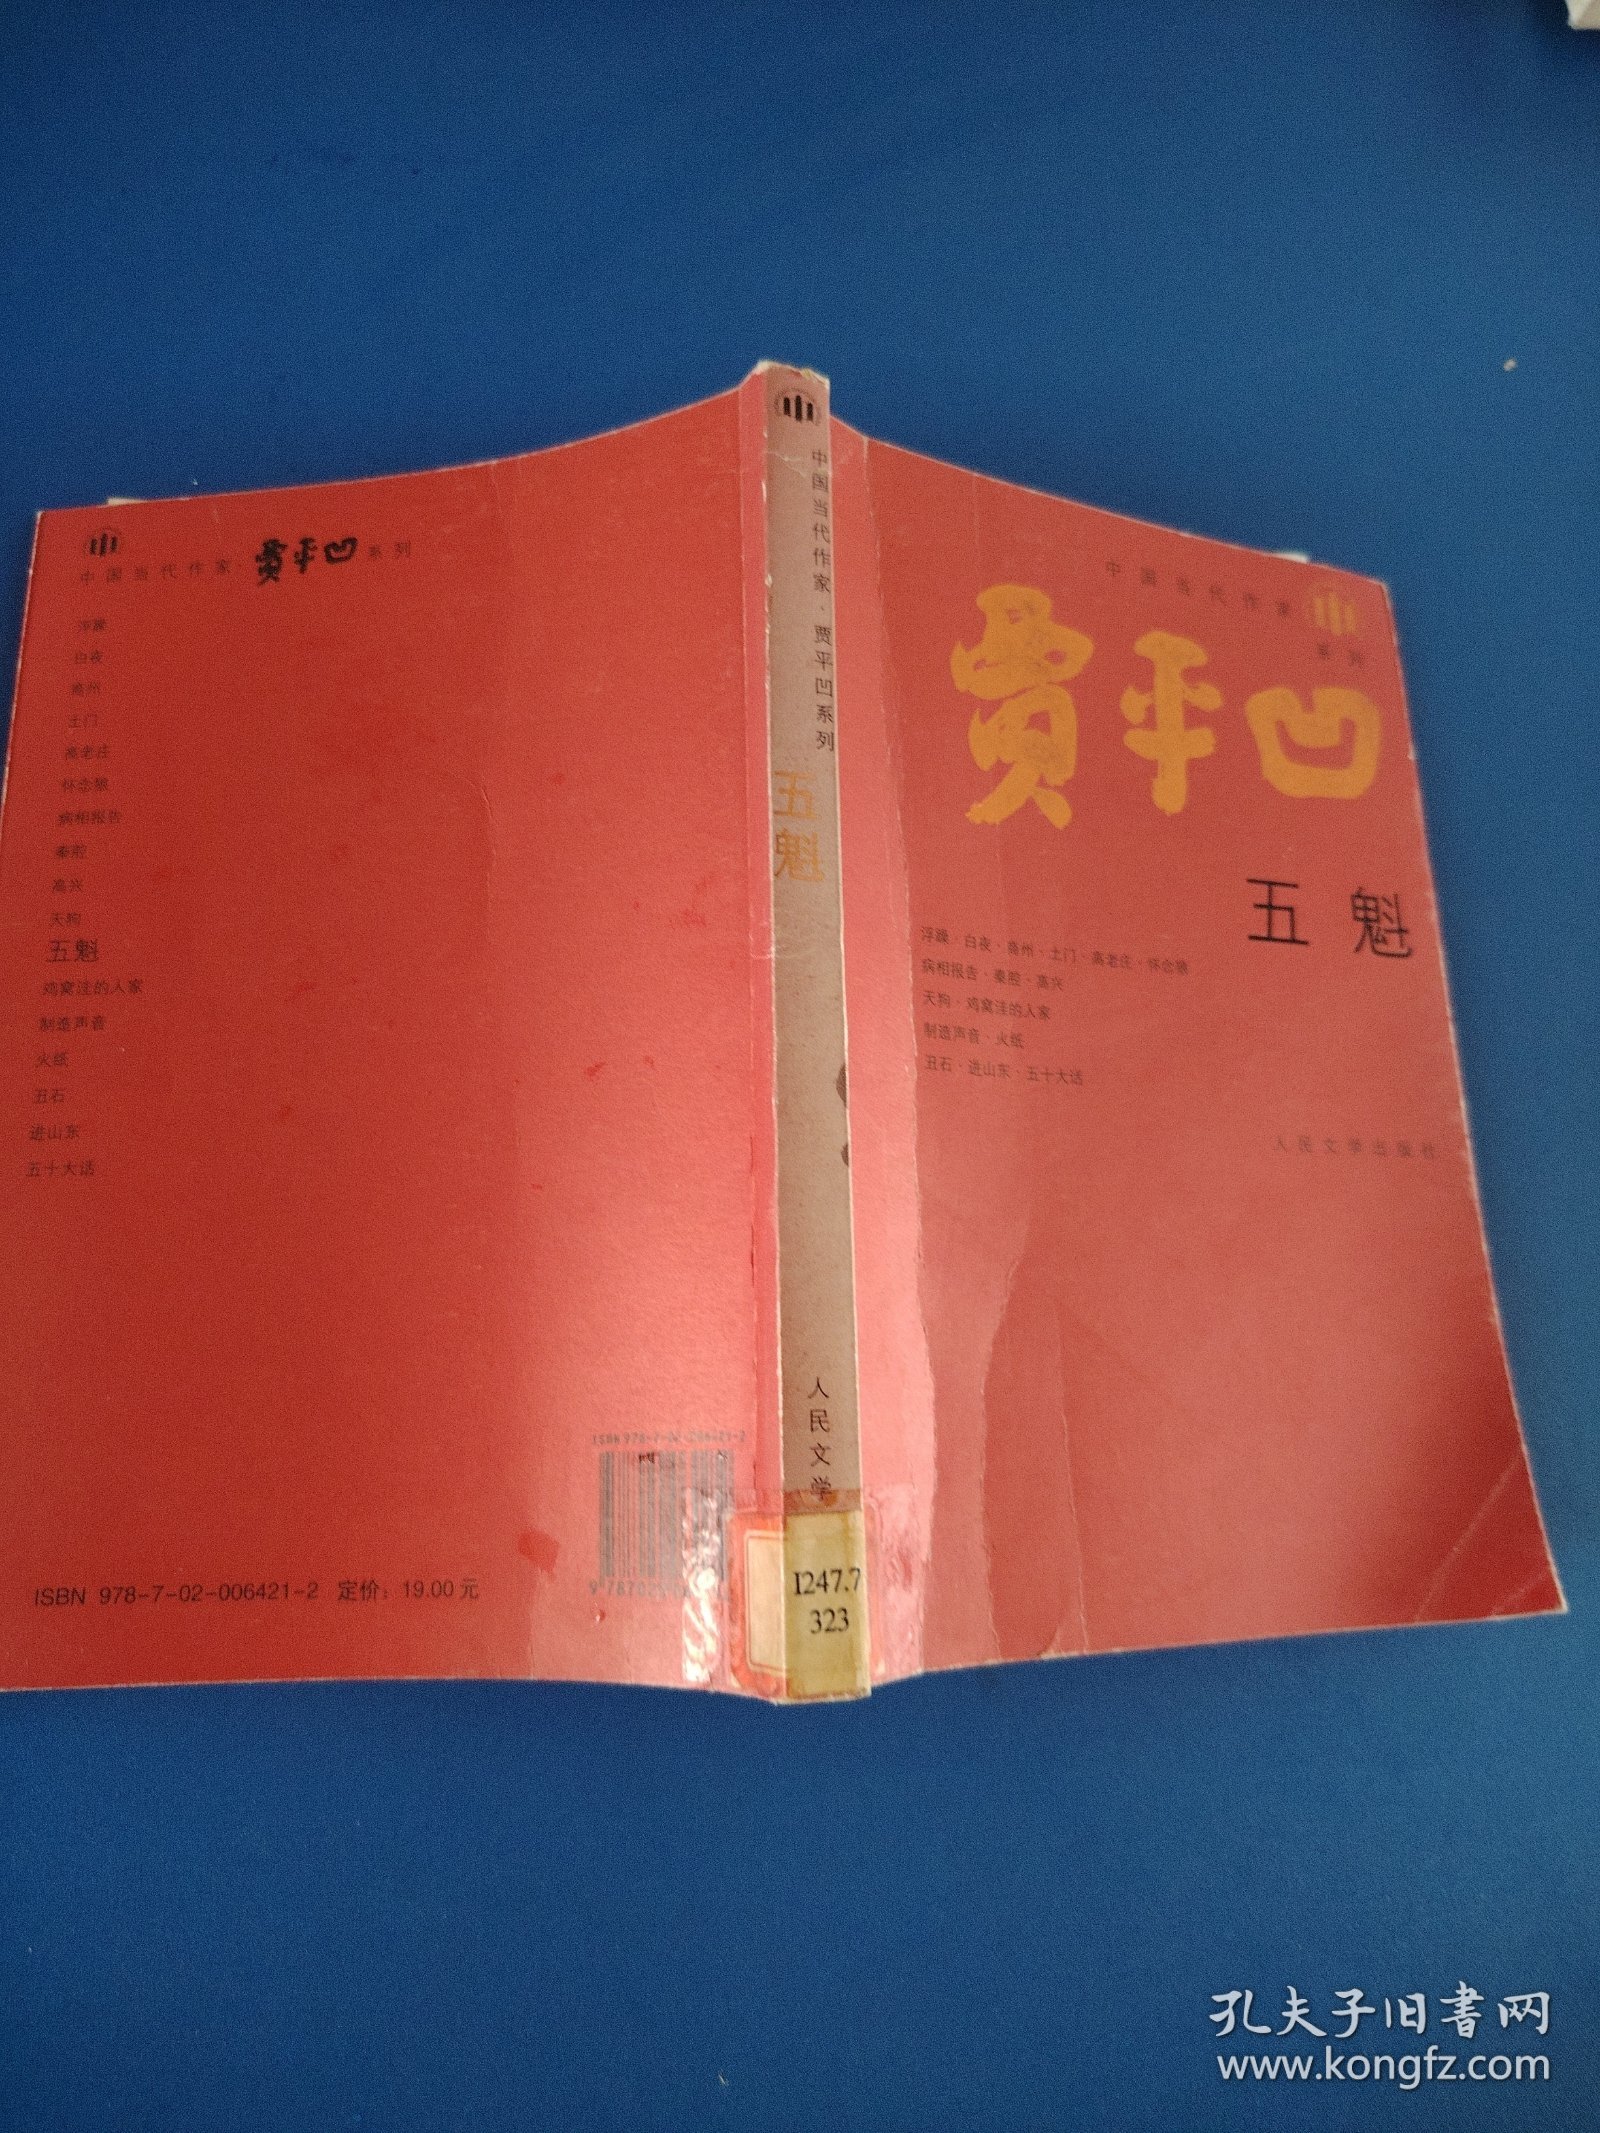 中国当代作家 贾平凹 系列
浮躁
白夜
商州
土门
高老庄
怀念狼
病相报告
秦腔
高兴
天狗
五魁
鸡窝洼的人家
制造声音
火纸
丑石
进山东
五十大话
ISBN 978-7-02-006421-2
ISBN 978-7-02-006421-2 定价：19.00元
中国当代作家·贾平凹系列
五魁
人民文学
I247.7
323
中国当代作家
系列
贾平凹
五魁
浮躁·白夜·商州·土门·高老庄·怀念狼
病相报告·秦腔·高兴
天狗·鸡窝洼的人家
制造声音·火纸
丑石·进山东·五十大话
人民文学出版社
孔夫子旧书网
www.kongfz.com